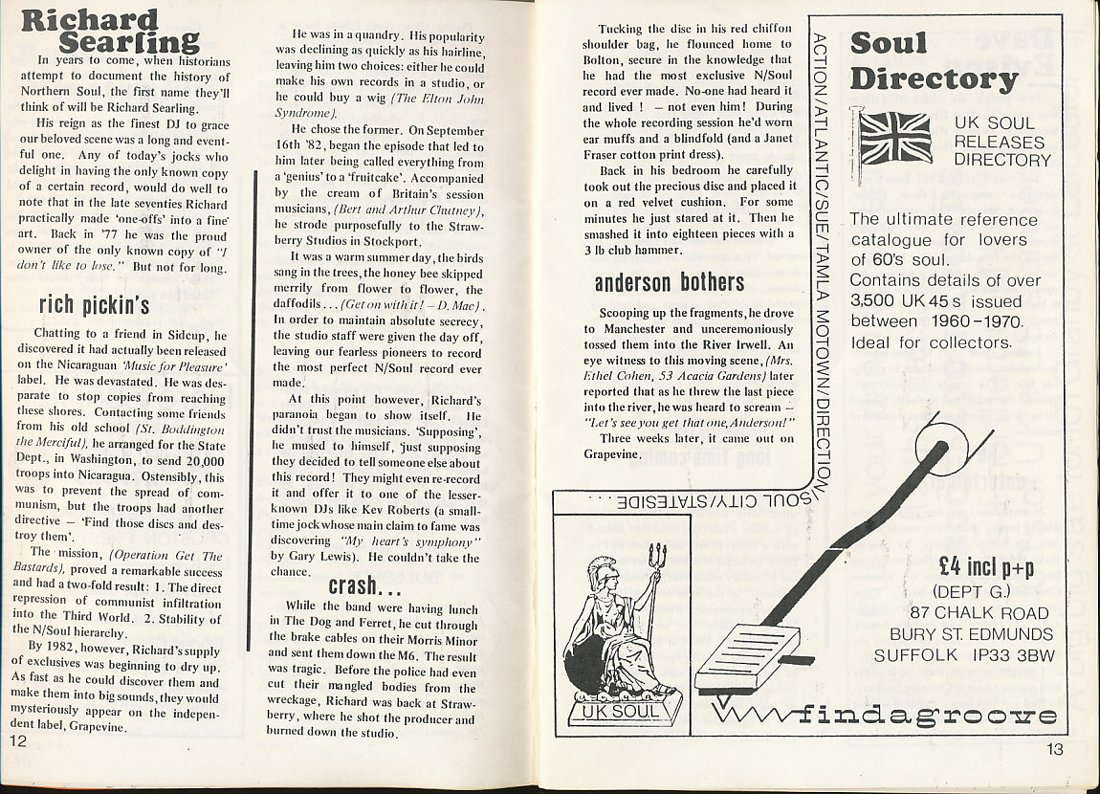 Richard
Searling
In years to come, when historians
attempt to document the history of
Northern Soul, the first name they'll
think of will be Richard Searling.
His reign as the finest DJ to grace
our beloved scene was a long and event-
ful one. Any of today's jocks who
delight in having the only known copy
of a certain record, would do well to
note that in the late seventies Richard
practically made 'one-offs' into a fine
art. Back in '77 he was the proud
owner of the only known copy of "I
don't like to lose." But not for long.
rich pickin's
Chatting to a friend in Sidcup, he
discovered it had actually been released
on the Nicaraguan 'Music for Pleasure'
label. He was devastated. He was des-
parate to stop copies from reaching
these shores. Contacting some friends
from his old school (St. Boddington
the Merciful), he arranged for the State
Dept., in Washington, to send 20,000
troops into Nicaragua. Ostensibly, this
was to prevent the spread of com-
munism, but the troops had another
directive – 'Find those discs and des-
troy them'.
The mission, (Operation Get The
Bastards), proved a remarkable success
and had a two-fold result: 1. The direct
repression of communist infiltration
into the Third World. 2. Stability of
the N/Soul hierarchy.
By 1982, however, Richard's supply
of exclusives was beginning to dry up.
As fast as he could discover them and
make them into big sounds, they would
mysteriously appear on the indepen-
dent label, Grapevine.
12
He was in a quandry. His popularity
was declining as quickly as his hairline,
leaving him two choices: either he could
make his own records in a studio, or
he could buy a wig (The Elton John
Syndrome).
He chose the former. On September
16th '82, began the episode that led to
him later being called everything from
a 'genius' to a 'fruitcake'. Accompanied
by the cream of Britain's session
musicians, (Bert and Arthur Chutney),
he strode purposefully to the Straw-
berry Studios in Stockport.
It was a warm summer day, the birds
sang in the trees, the honey bee skipped
merrily from flower to flower, the
daffodils . . . (Get on with it! – D. Mac) .
In order to maintain absolute secrecy,
the studio staff were given the day off,
leaving our fearless pioneers to record
the most perfect N/Soul record ever
made.
At this point however, Richard's
paranoia began to show itself. He
didn't trust the musicians. 'Supposing',
he mused to himself, 'just supposing
they decided to tell someone else about
this record! They might even re-record
it and offer it to one of the lesser-
known DJs like Kev Roberts (a small-
time jock whose main claim to fame was
discovering "My heart's symphony"
by Gary Lewis). He couldn't take the
chance.
crash...
While the band were having lunch
in The Dog and Ferret, he cut through
the brake cables on their Morris Minor
and sent them down the M6. The result
was tragic. Before the police had even
cut their mangled bodies from the
wreckage, Richard was back at Straw-
berry, where he shot the producer and
burned down the studio.
Tucking the disc in his red chiffon
shoulder bag, he flounced home to
Bolton, secure in the knowledge that
he had the most exclusive N/Soul
record ever made. No-one had heard it
and lived ! – not even him! During
the whole recording session he'd worn
ear muffs and a blindfold (and a Janet
Fraser cotton print dress).
Back in his bedroom he carefully
took out the precious disc and placed it
on a red velvet cushion. For some
minutes he just stared at it. Then he
smashed it into eighteen pieces with a
3 lb club hammer.
anderson bothers
Scooping up the fragments, he drove
to Manchester and unceremoniously
tossed them into the River Irwell. An
eye witness to this moving scene, (Mrs.
Ethel Cohen, 53 Acacia Gardens) later
reported that as he threw the last piece
into the river, he was heard to scream –
"Let's see you get that one, Anderson!"
Three weeks later, it came out on
Grapevine.
ACTION/ATLANTIC/SUE/TAMLA MOTOWN/DIRECTION/
SOUL CITY/STATESIDE....
Soul
Directory
UK SOUL
RELEASES
DIRECTORY
The ultimate reference
catalogue for lovers
of 60's soul.
Contains details of over
3,500 UK 45 s issued
between 1960–1970.
Ideal for collectors.
£4 incl p+p
(DEPT G.)
87 CHALK ROAD
BURY ST. EDMUNDS
SUFFOLK IP33 3BW
UK SOUL
findagroove
13